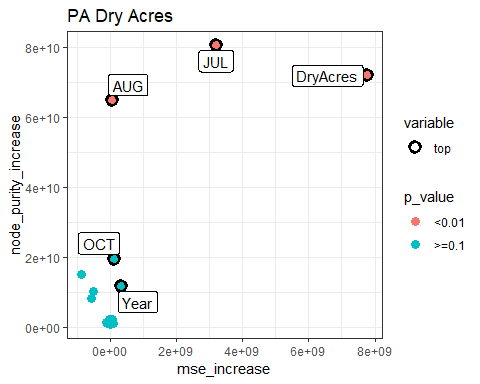 PA Dry Acres
8e+10
6e+10
4e+10
2e+10
0e+00
node_purity_increase
JUL
DryAcres
AUG
OCT
Year
0e+00 2e+09 4e+09 6e+09 8e+09
mse_increase
variable
top
p_value
<0.01
>=0.1